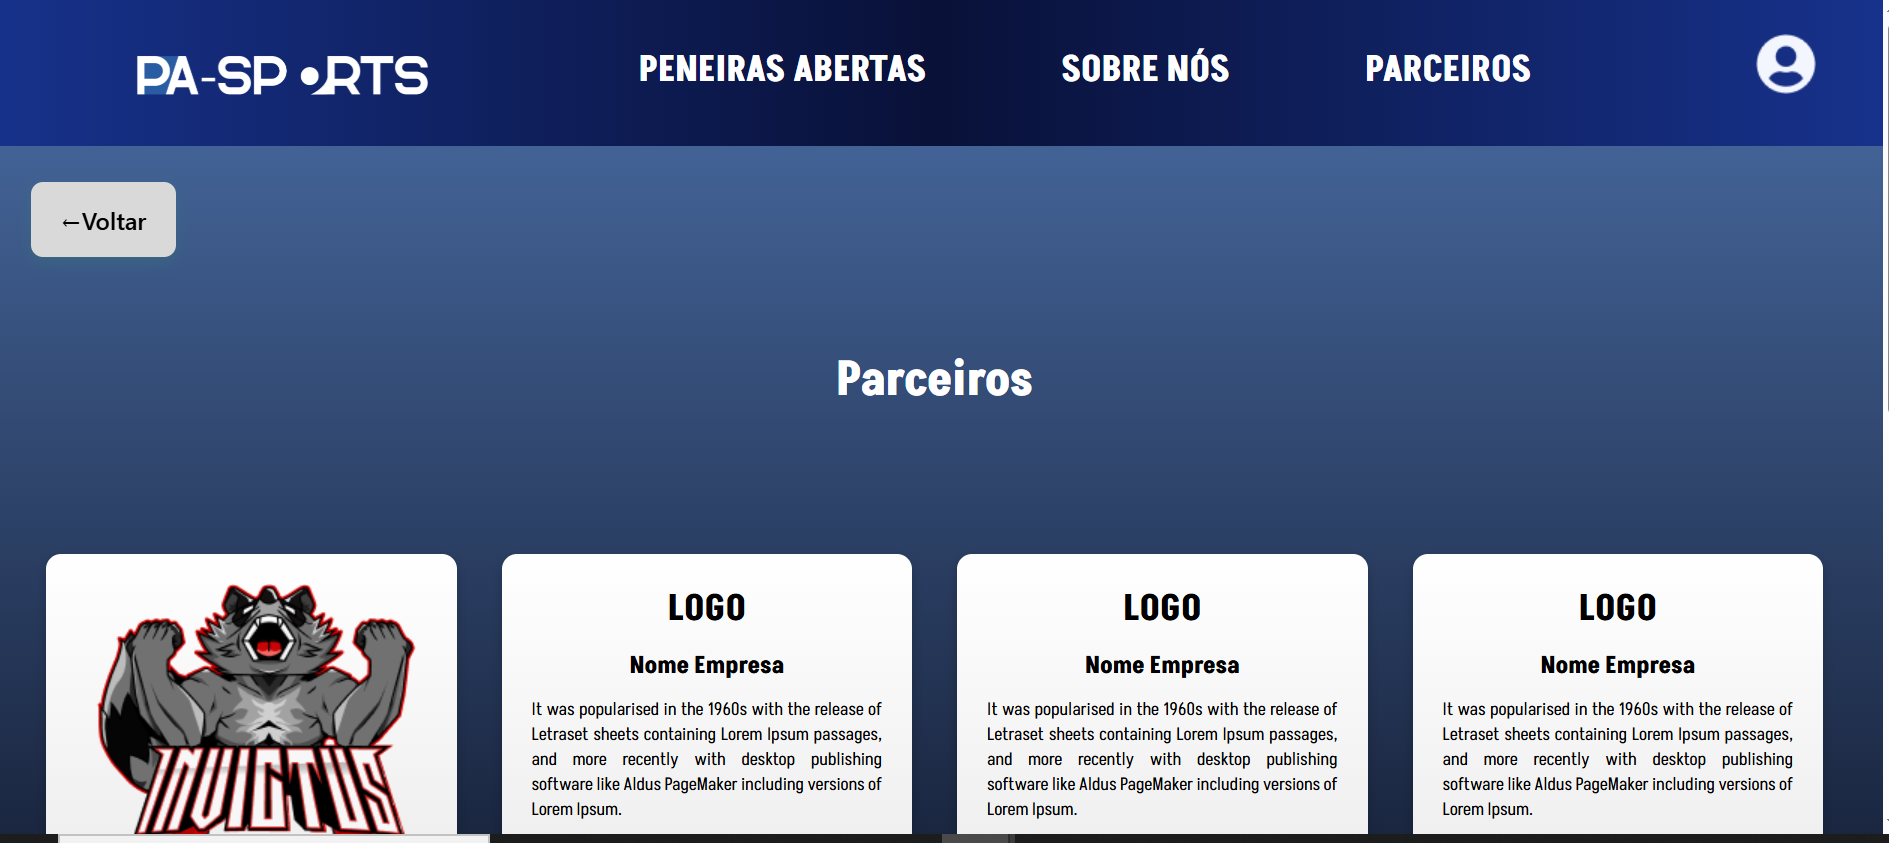 PA-SPORTS
PENEIRAS ABERTAS
SOBRE NÓS
PARCEIROS
←Voltar
Parceiros
INVICTUS
LOGO
Nome Empresa
It was popularised in the 1960s with the release of
Letraset sheets containing Lorem Ipsum passages,
and more recently with desktop publishing
software like Aldus PageMaker including versions of
Lorem Ipsum.
LOGO
Nome Empresa
It was popularised in the 1960s with the release of
Letraset sheets containing Lorem Ipsum passages,
and more recently with desktop publishing
software like Aldus PageMaker including versions of
Lorem Ipsum.
LOGO
Nome Empresa
It was popularised in the 1960s with the release of
Letraset sheets containing Lorem Ipsum passages,
and more recently with desktop publishing
software like Aldus PageMaker including versions of
Lorem Ipsum.